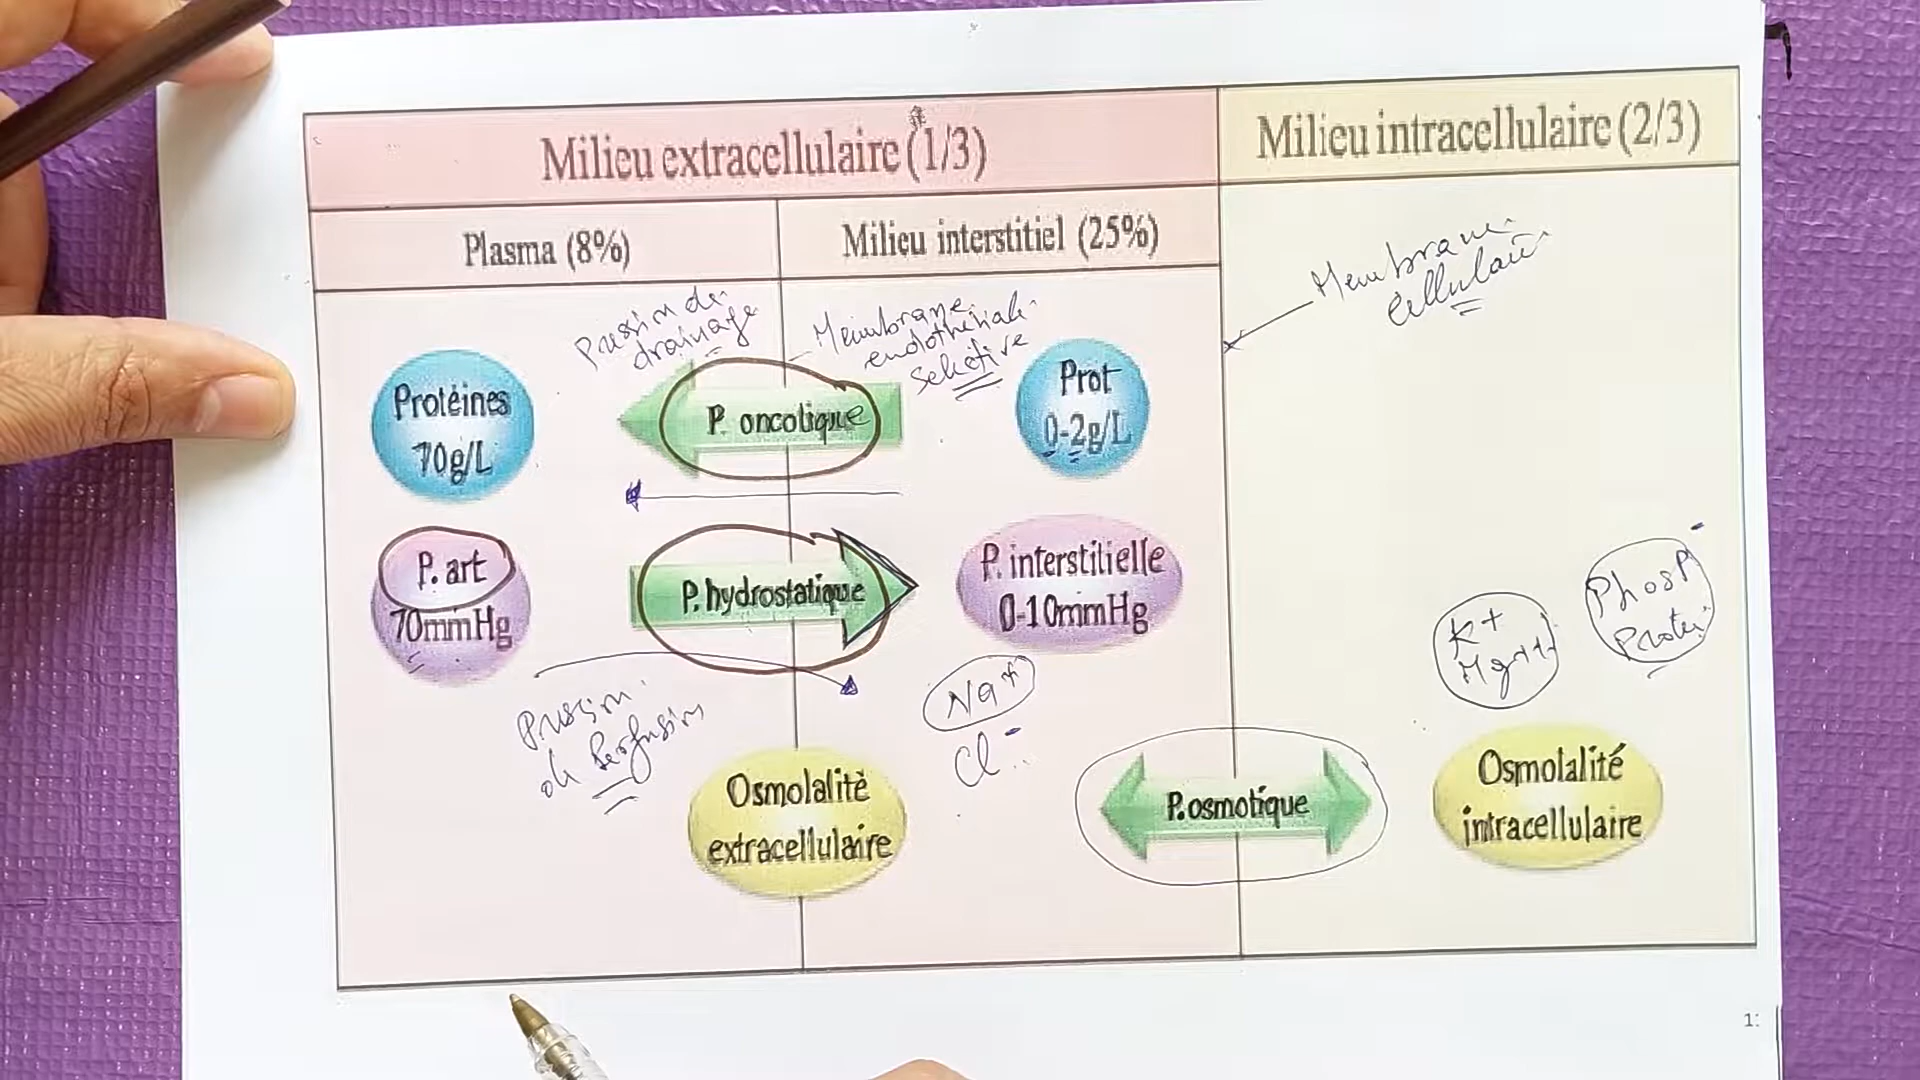 Milieu extracellulaire (1/3)
Milieu intracellulaire (2/3)
Plasma (8%)
Milieu interstitiel (25%)
Pression de
drainage
Membrane
endothéliale
seléctive
Membrane
cellulaire
Protéines
70g/L
P. oncotique
Prot
0-2g/L
P. art
70mmHg
P.hydrostatique
P. interstitielle
0-10mmHg
K+
Mg++
Phosp-
Protei
Pression
de Perfusion
Na+
Cl-
Osmolalité
extracellulaire
P.osmotique
Osmolalité
intracellulaire